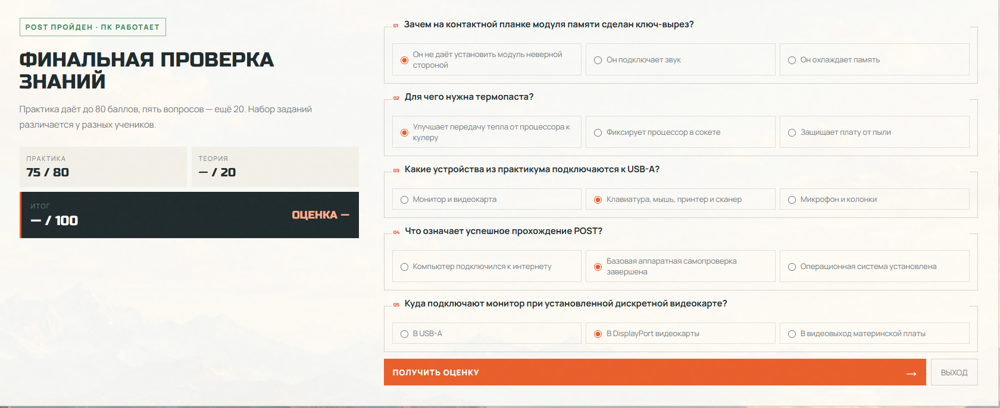 POST ПРОЙДЕН · ПК РАБОТАЕТ
ФИНАЛЬНАЯ ПРОВЕРКА
ЗНАНИЙ
Практика даёт до 80 баллов, пять вопросов — ещё 20. Набор заданий
различается у разных учеников.
ПРАКТИКА
75 / 80
ТЕОРИЯ
— / 20
ИТОГ
— / 100
ОЦЕНКА —
01 Зачем на контактной планке модуля памяти сделан ключ-вырез?
Он не даёт установить модуль неверной
стороной
Он подключает звук
Он охлаждает память
02 Для чего нужна термопаста?
Улучшает передачу тепла от процессора к
кулеру
Фиксирует процессор в сокете
Защищает плату от пыли
03 Какие устройства из практикума подключаются к USB-A?
Монитор и видеокарта
Клавиатура, мышь, принтер и сканер
Микрофон и колонки
04 Что означает успешное прохождение POST?
Компьютер подключился к интернету
Базовая аппаратная самопроверка
завершена
Операционная система установлена
05 Куда подключают монитор при установленной дискретной видеокарте?
В USB-A
В DisplayPort видеокарты
В видеовыход материнской платы
ПОЛУЧИТЬ ОЦЕНКУ →
ВЫХОД